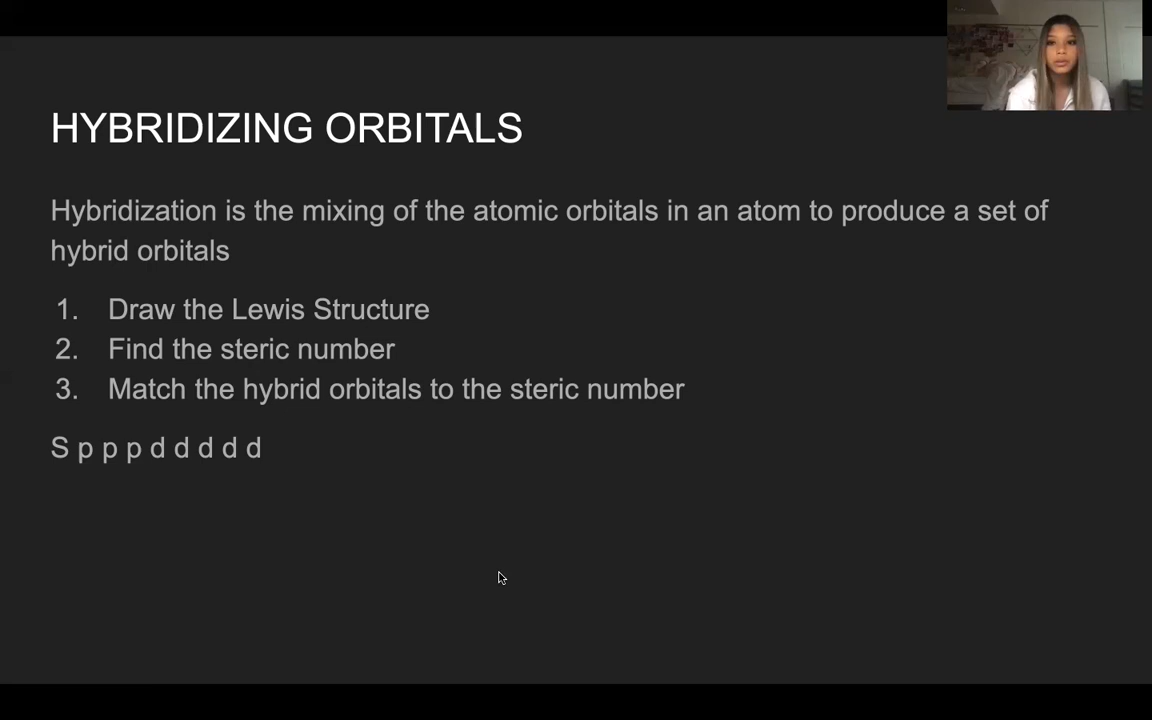 HYBRIDIZING ORBITALS
Hybridization is the mixing of the atomic orbitals in an atom to produce a set of
hybrid orbitals
1. Draw the Lewis Structure
2. Find the steric number
3. Match the hybrid orbitals to the steric number
S p p p d d d d d